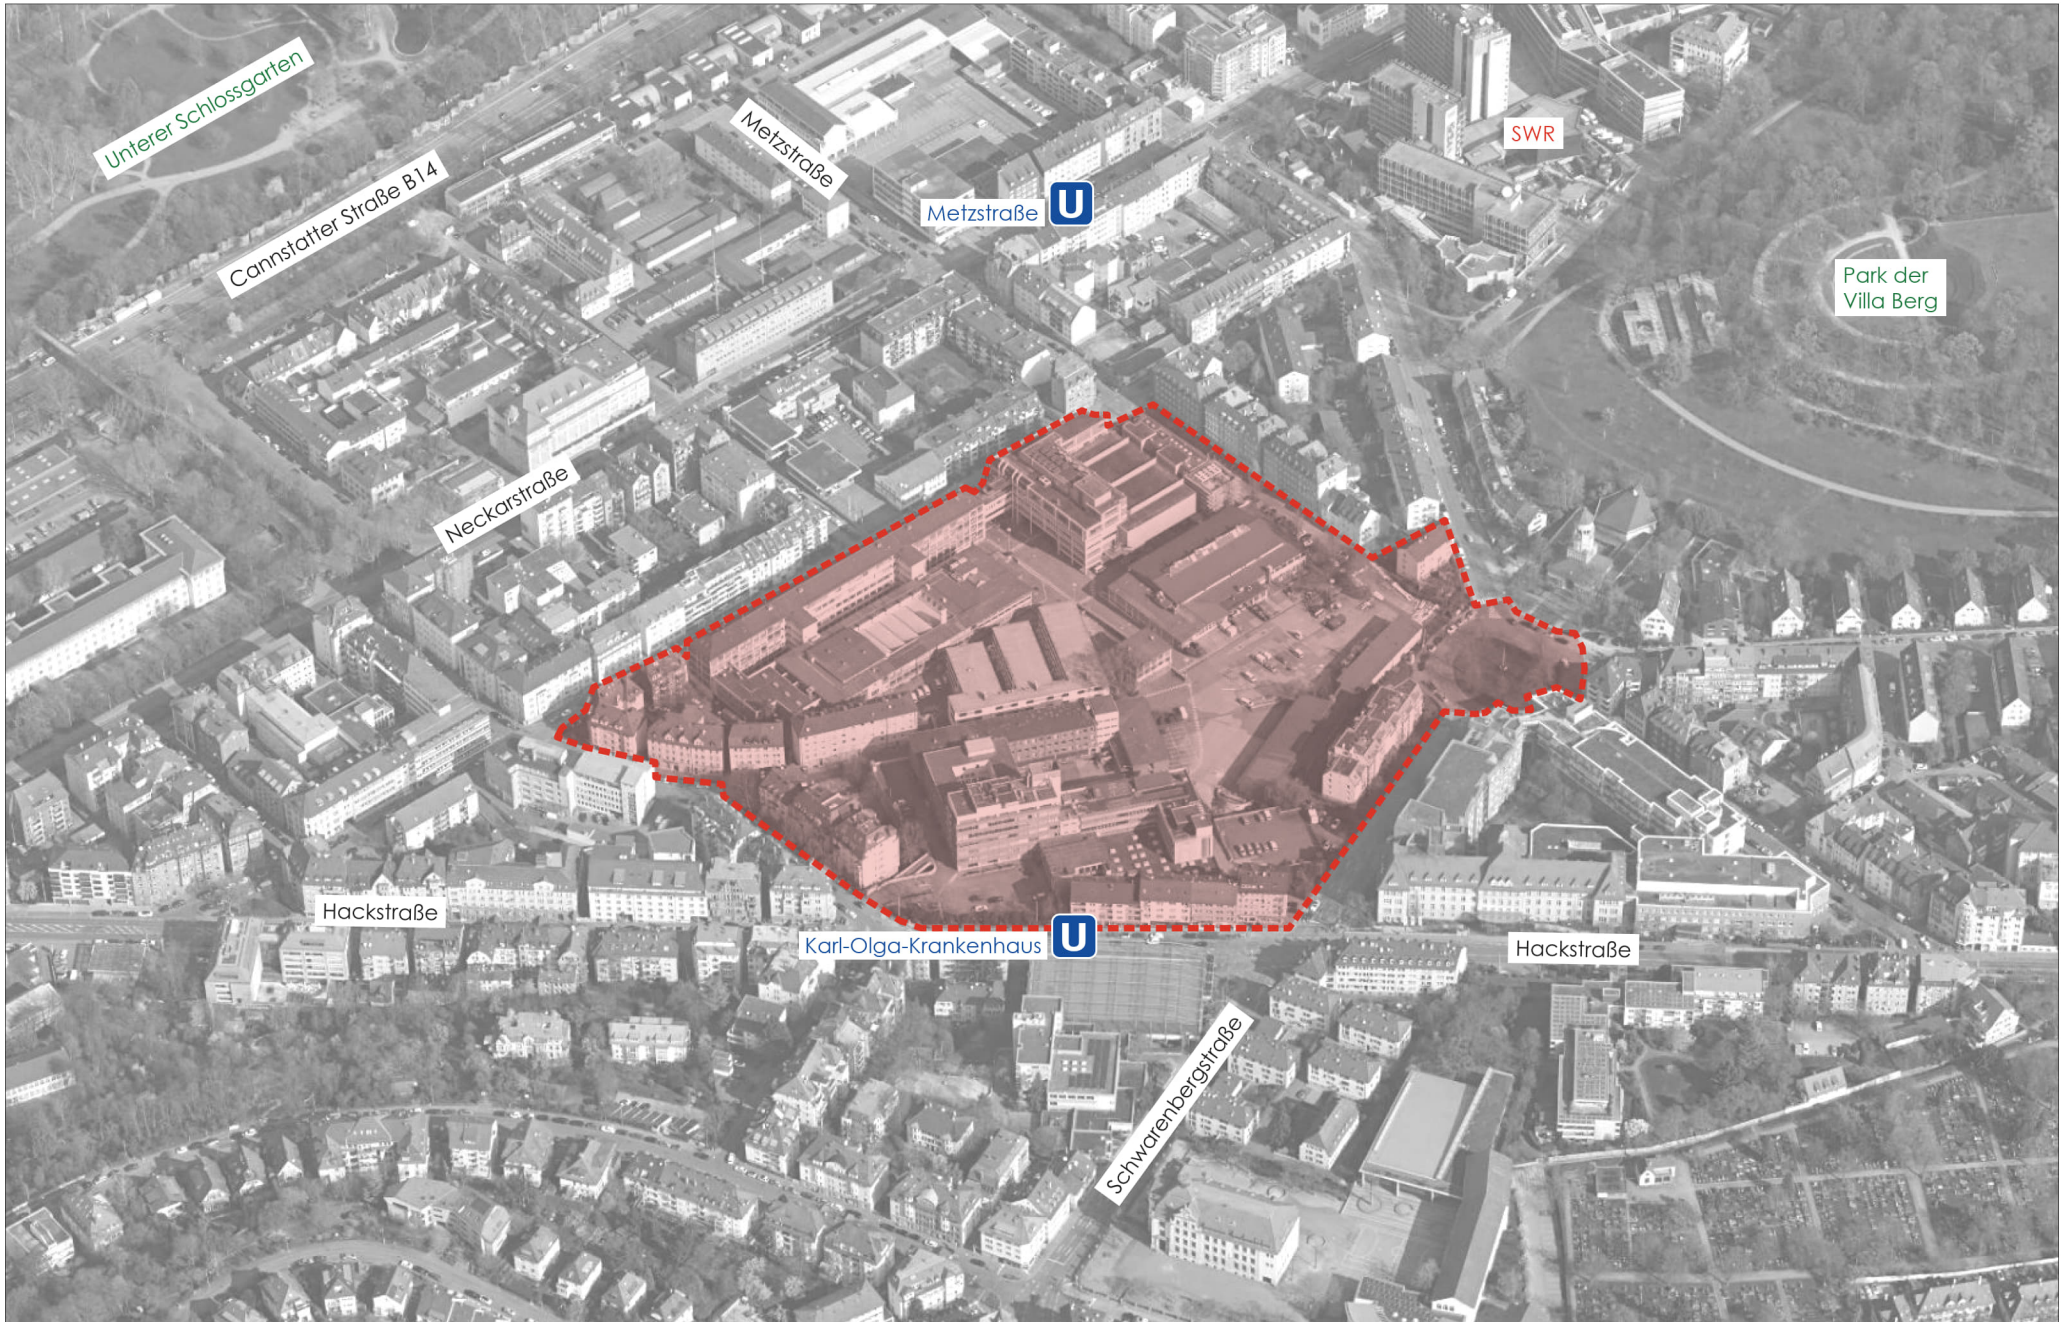 Unterer Schlossgarten
Cannstatter Straße B14
Metzstraße
SWR
Metzstraße U
Park der
Villa Berg
Neckarstraße
Hackstraße
Karl-Olga-Krankenhaus U
Hackstraße
Schwarenbergstraße